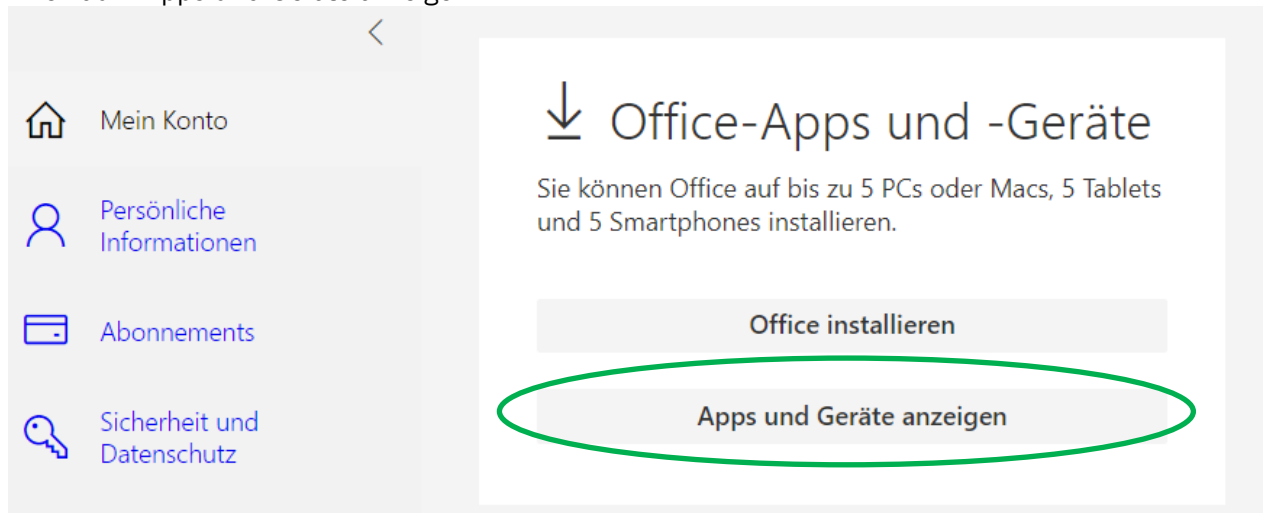 Mein Konto
Persönliche
Informationen
Abonnements
Sicherheit und
Datenschutz
Office-Apps und -Geräte
Sie können Office auf bis zu 5 PCs oder Macs, 5 Tablets
und 5 Smartphones installieren.
Office installieren
Apps und Geräte anzeigen